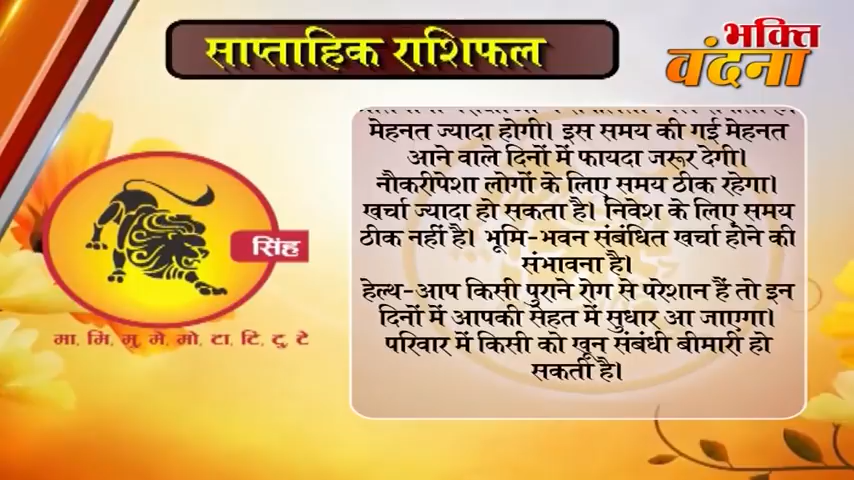 साप्ताहिक राशिफल
भक्ति
वंदना
मेहनत ज्यादा होगी। इस समय की गई मेहनत
आने वाले दिनों में फायदा जरूर देगी।
नौकरीपेशा लोगों के लिए समय ठीक रहेगा।
खर्चा ज्यादा हो सकता है। निवेश के लिए समय
ठीक नहीं है। भूमि-भवन संबंधित खर्चा होने की
संभावना है।
हेल्थ-आप किसी पुराने रोग से परेशान हैं तो इन
दिनों में आपकी सेहत में सुधार आ जाएगा।
परिवार में किसी को खून संबंधी बीमारी हो
सकती है।
सिंह
मा, मि, मु, मे, मो, टा, टि, टु, टे